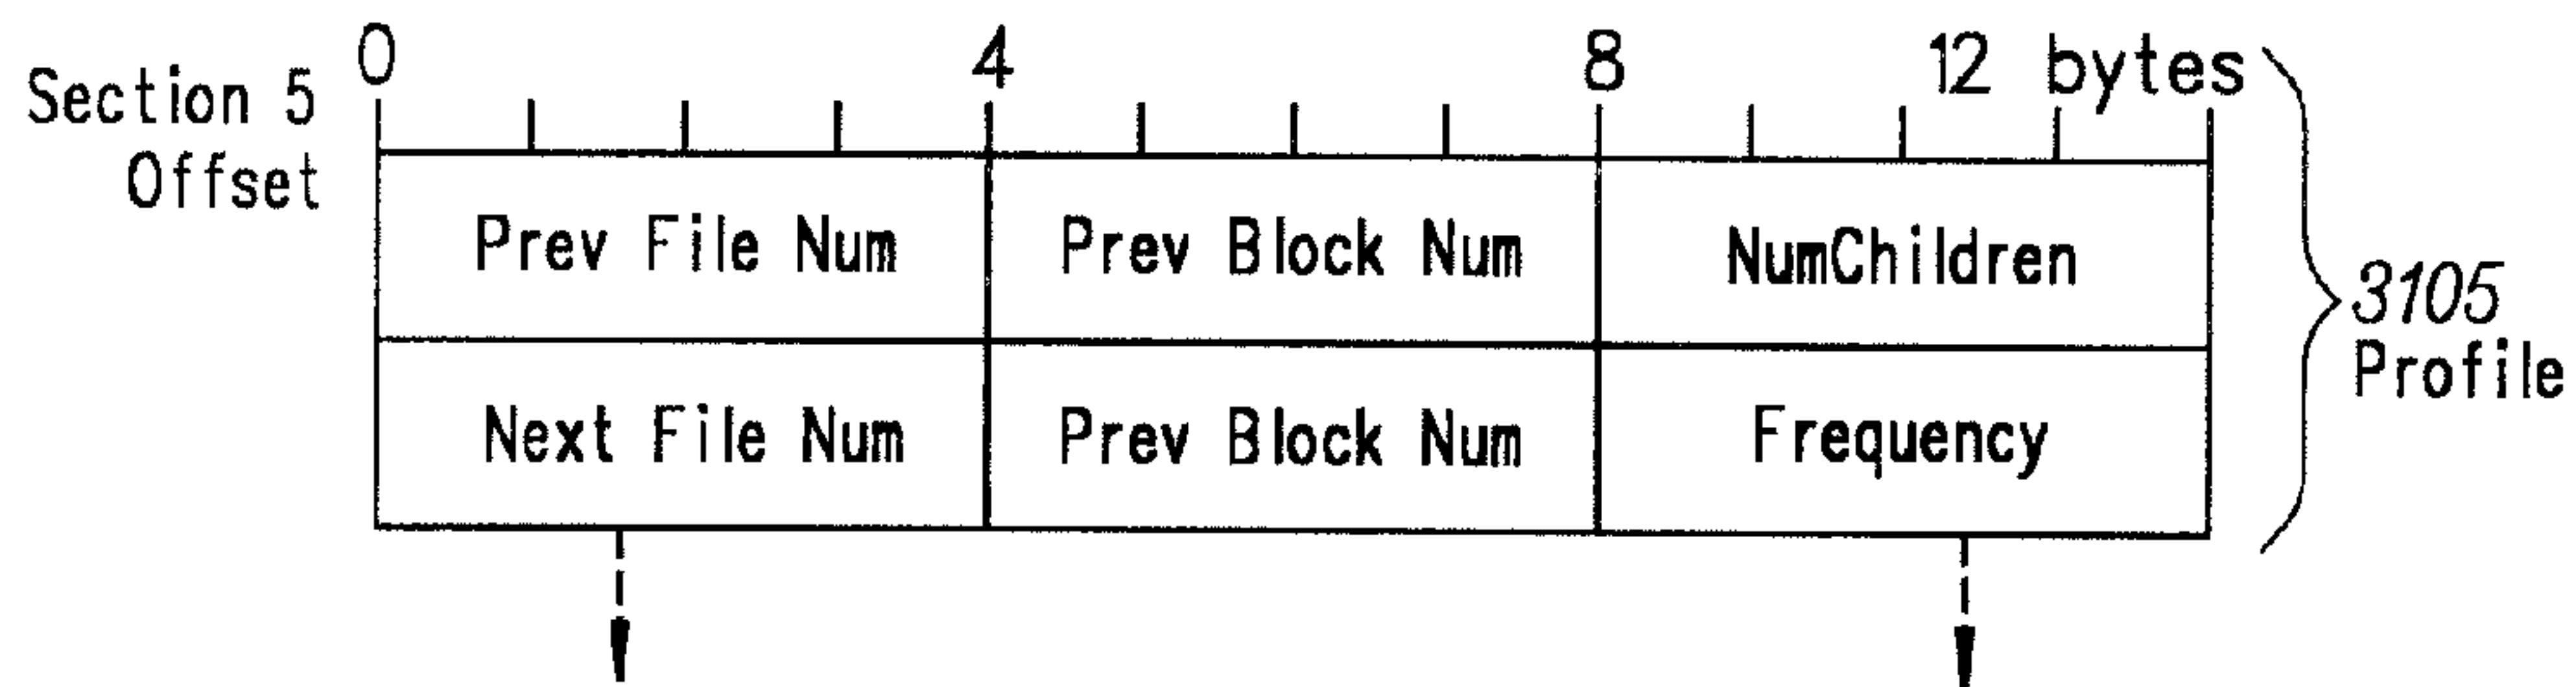 Section 5 Offset
0 4 8 12 bytes
Prev File Num Prev Block Num NumChildren
Next File Num Prev Block Num Frequency
3105
Profile